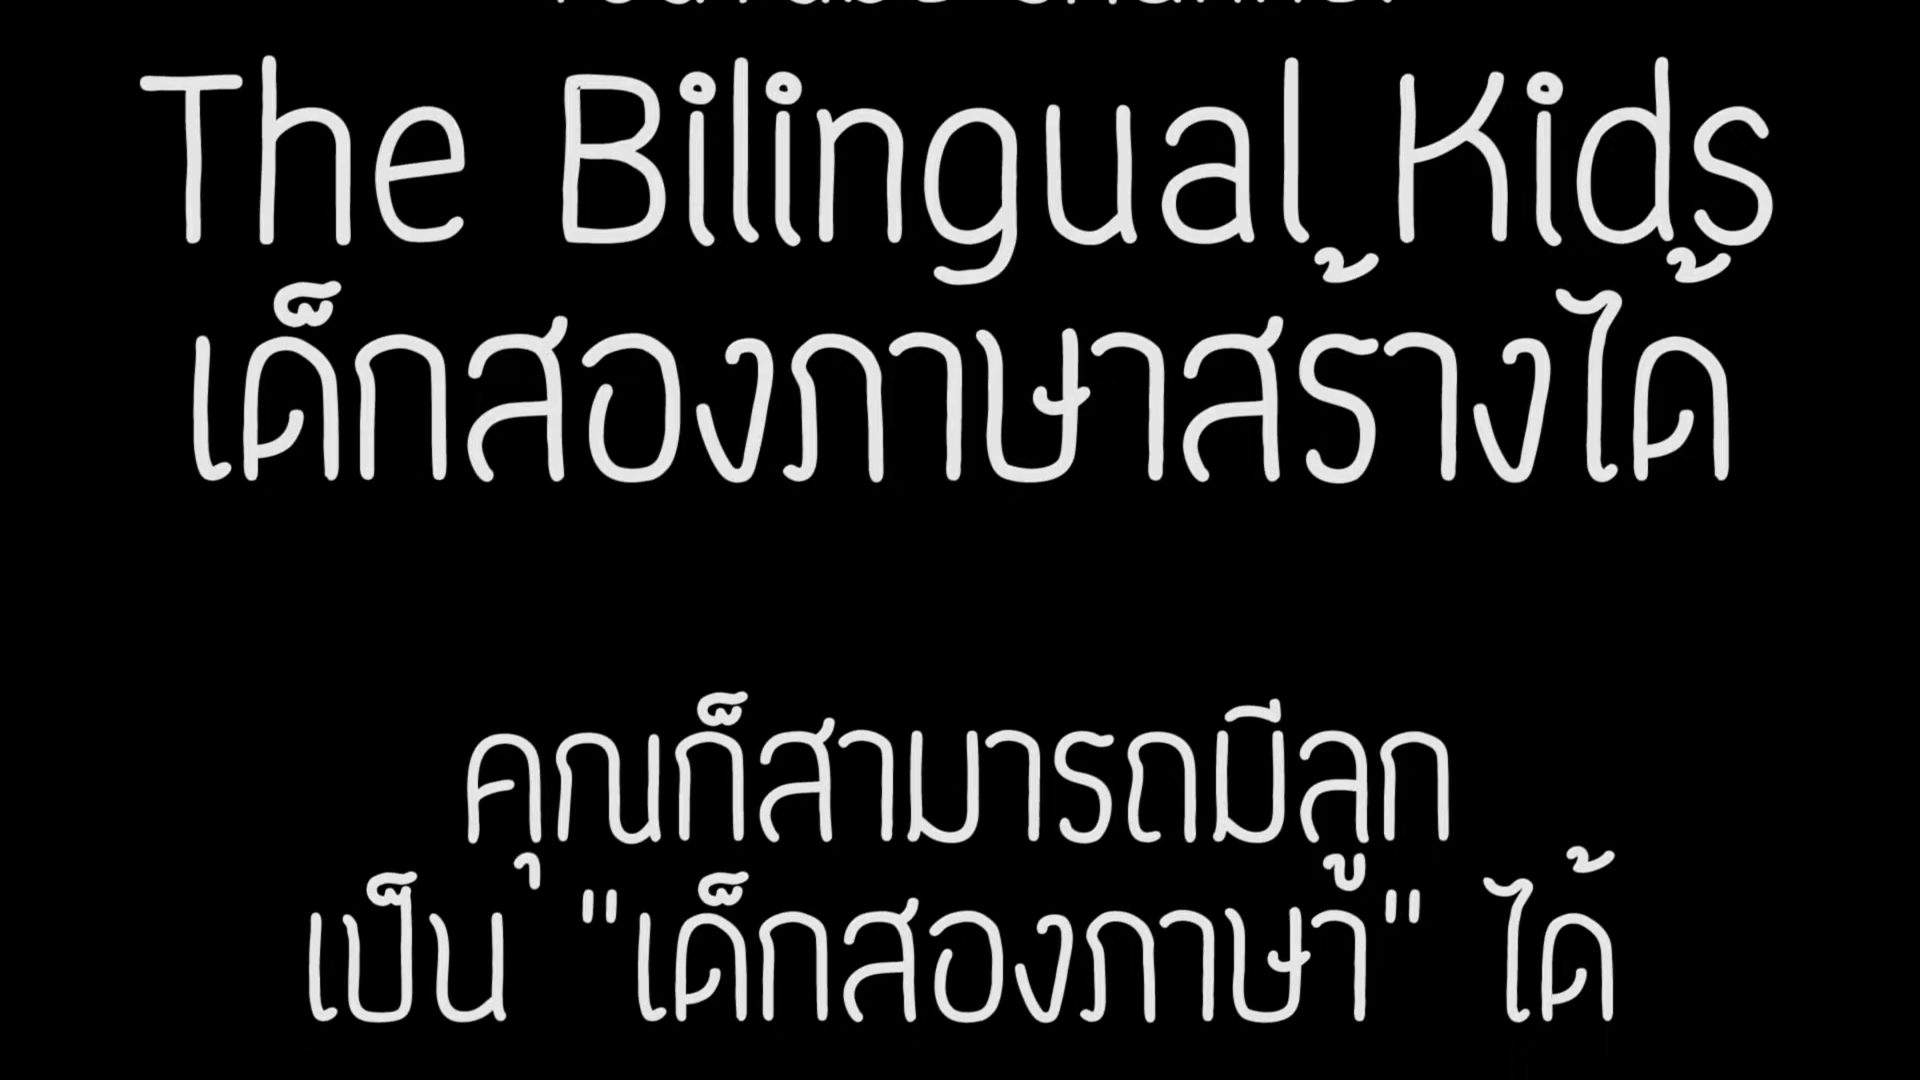 YouTube Channel
The Bilingual Kids
เด็กสองภาษาสร้างได้
คุณก็สามารถมีลูก
เป็น "เด็กสองภาษา" ได้